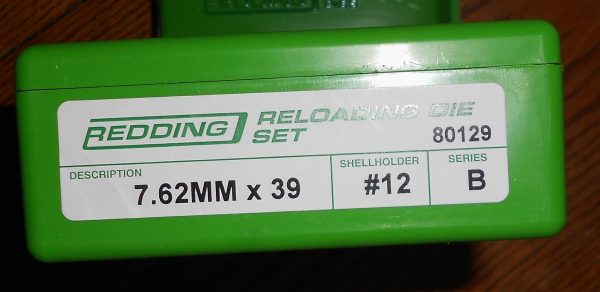 REDDING RELOADING DIE
SET
80129
DESCRIPTION SHELLHOLDER SERIES
7.62MM x 39 #12 B